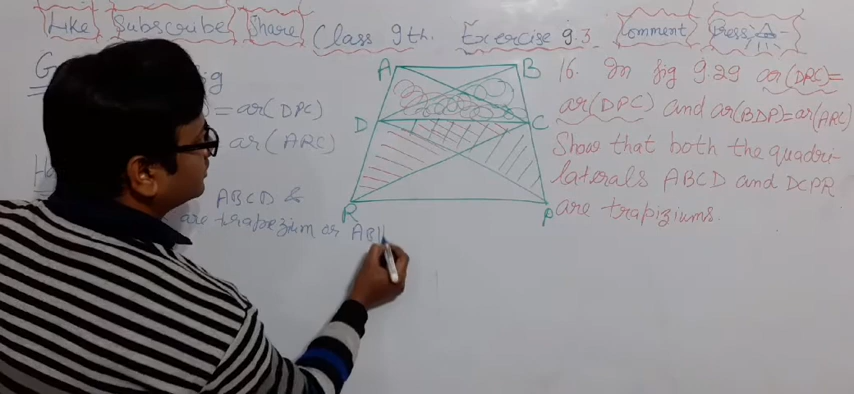 Like Subscribe Share Class 9th. Exercise 9.3 Comment Press
fig
= ar(DPC)
ar(ARC)
ABCD &
are trapezium or AB||
A B
D C
R P
16. In fig 9.29 ar(DRC)=
ar(DPC) and ar(BDP)=ar(ARC)
Show that both the quadri-
laterals ABCD and DCPR
are trapiziums.